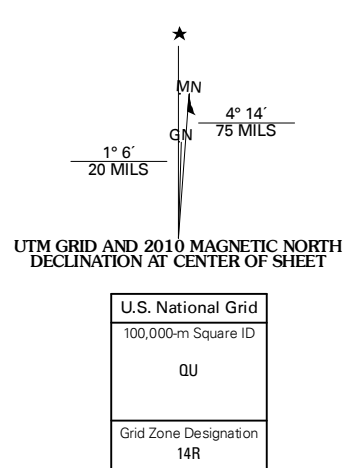 ★
MN
GN
4° 14´
75 MILS
1° 6´
20 MILS
UTM GRID AND 2010 MAGNETIC NORTH
DECLINATION AT CENTER OF SHEET
U.S. National Grid
100,000-m Square ID
QU
Grid Zone Designation
14R